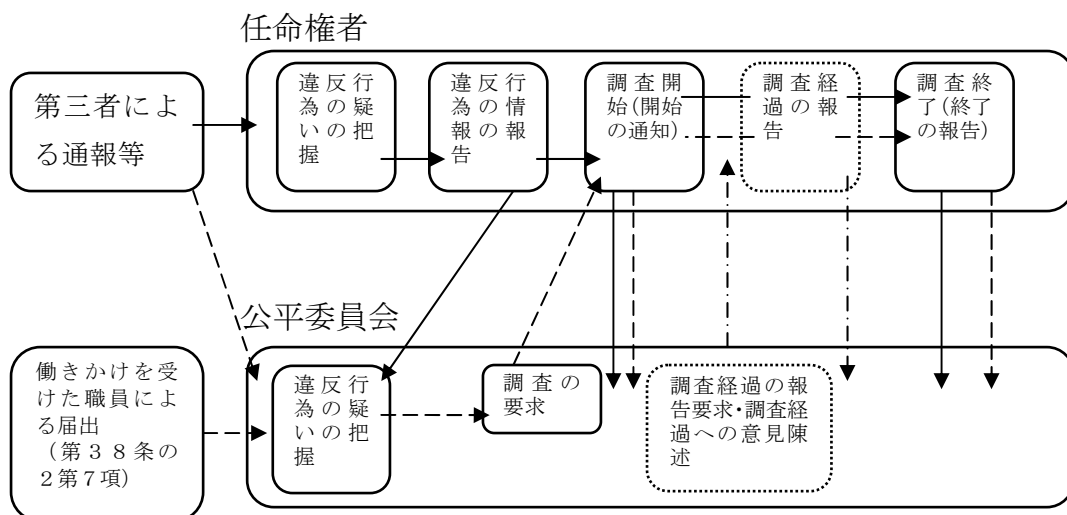 任命権者
第三者によ
る通報等
違反行
為の疑
いの把
握
違反行
為の情
報の報
告
調査開
始(開始
の通知)
調査経
過の報
告
調査終
了(終了
の報告)
公平委員会
働きかけを受
けた職員によ
る届出
(第38条の
2第7項)
違反行
為の疑
いの把
握
調査の
要求
調査経過の報
告要求・調査経
過への意見陳
述